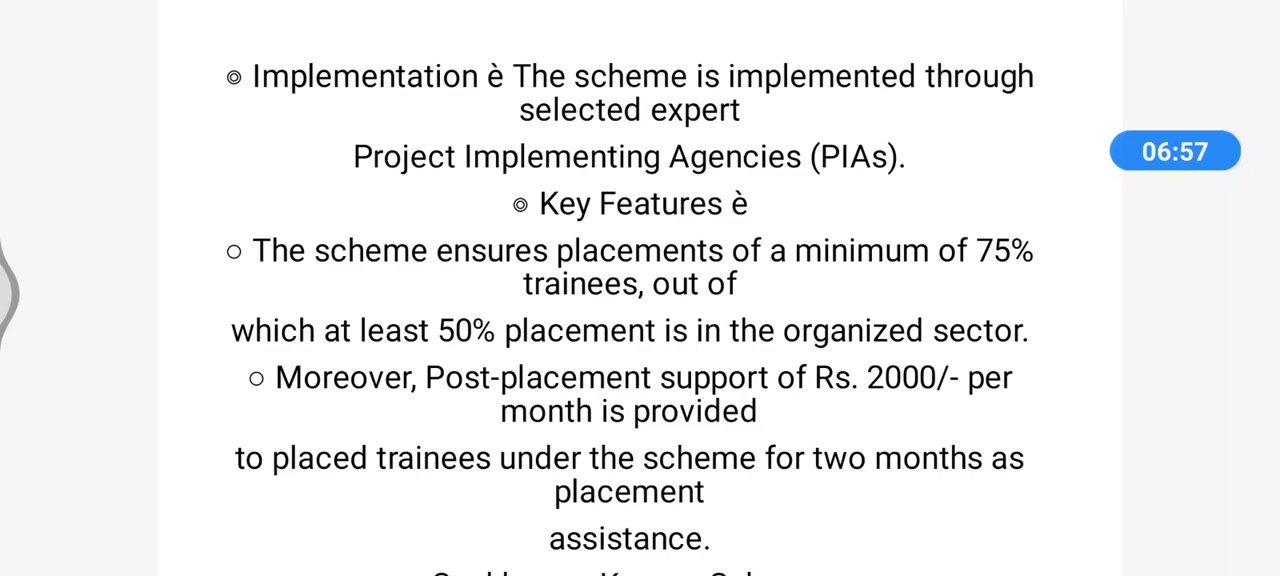 ◎ Implementation è The scheme is implemented through
selected expert
Project Implementing Agencies (PIAs).
◎ Key Features è
○ The scheme ensures placements of a minimum of 75%
trainees, out of
which at least 50% placement is in the organized sector.
○ Moreover, Post-placement support of Rs. 2000/- per
month is provided
to placed trainees under the scheme for two months as
placement
assistance.
06:57